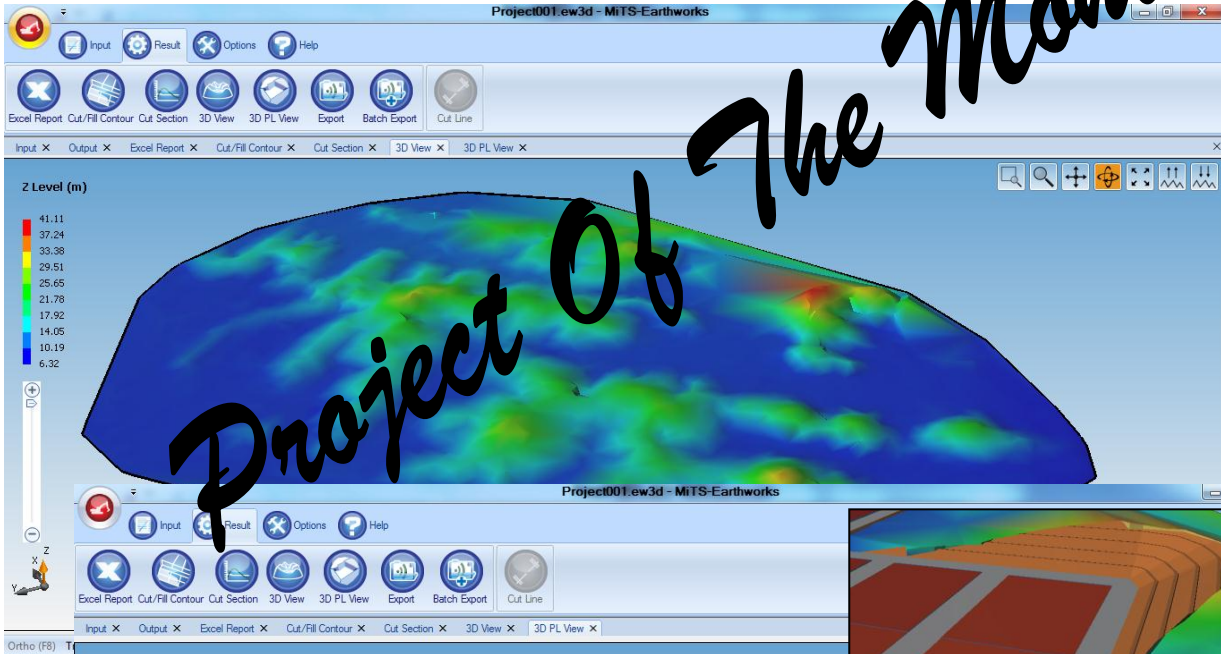 Project001.ew3d - MiTS-Earthworks
Input Result Options Help
Excel Report Cut/Fill Contour Cut Section 3D View 3D PL View Export Batch Export Cut Line
Input Output Excel Report Cut/Fill Contour Cut Section 3D View 3D PL View
Z Level (m)
41.11
37.24
33.38
29.51
25.65
21.78
17.92
14.05
10.19
6.32
Project Of The
Z
X
Y
Ortho (F8)
Project001.ew3d - MiTS-Earthworks
Input Result Options Help
Excel Report Cut/Fill Contour Cut Section 3D View 3D PL View Export Batch Export Cut Line
Input Output Excel Report Cut/Fill Contour Cut Section 3D View 3D PL View